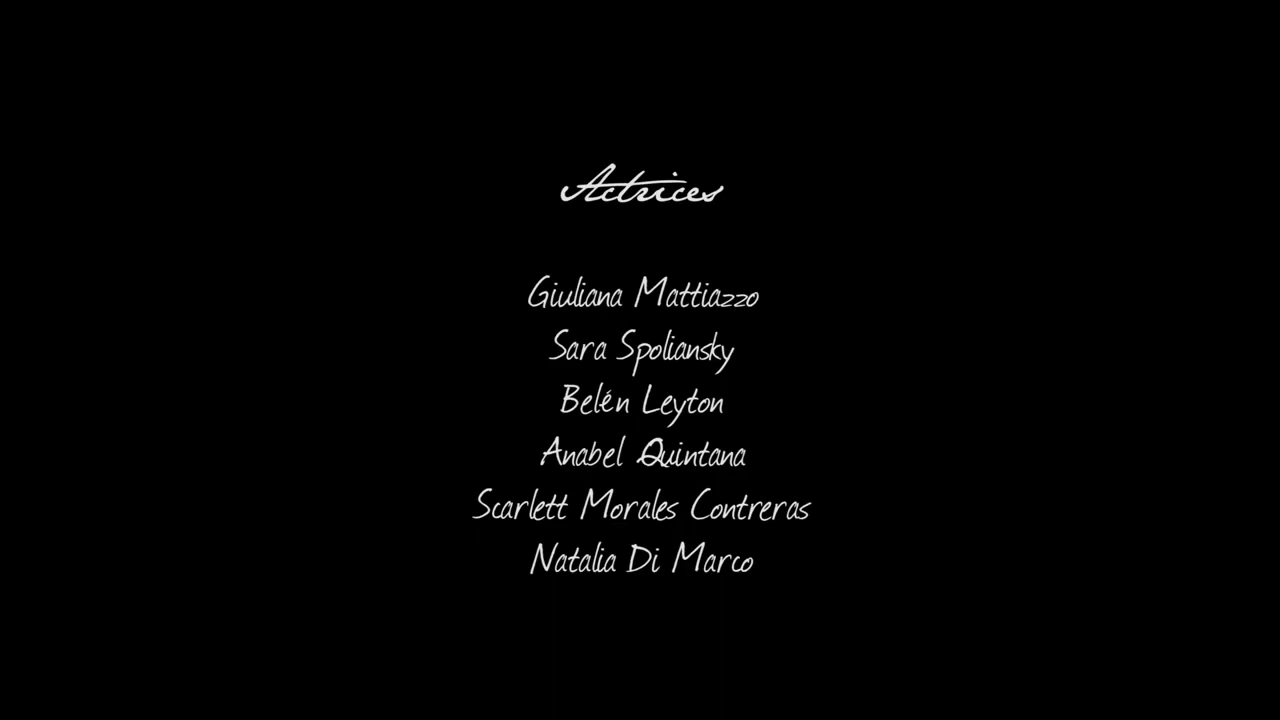 Actrices
Giuliana Mattiazzo
Sara Spoliansky
Belén Leyton
Anabel Quintana
Scarlett Morales Contreras
Natalia Di Marco